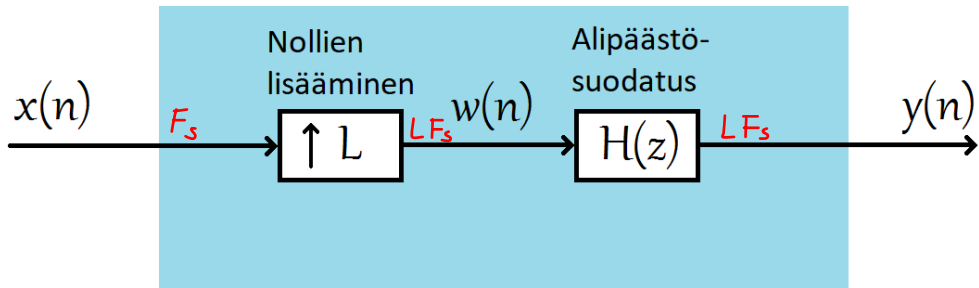 Nollien
lisääminen
Alipäästö-
suodatus
x(n)
Fs
↑ L
LFs
w(n)
H(z)
LFs
y(n)